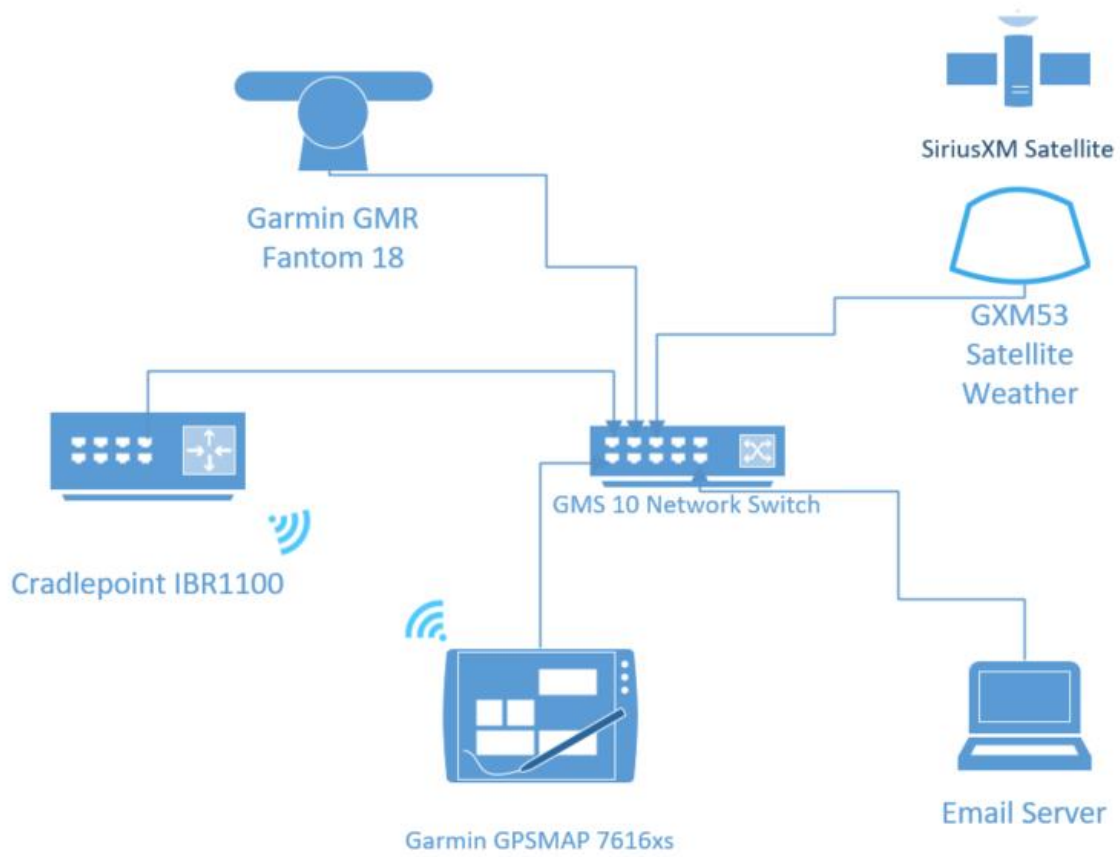 SiriusXM Satellite
Garmin GMR
Fantom 18
GXM53
Satellite
Weather
GMS 10 Network Switch
Cradlepoint IBR1100
Garmin GPSMAP 7616xs
Email Server